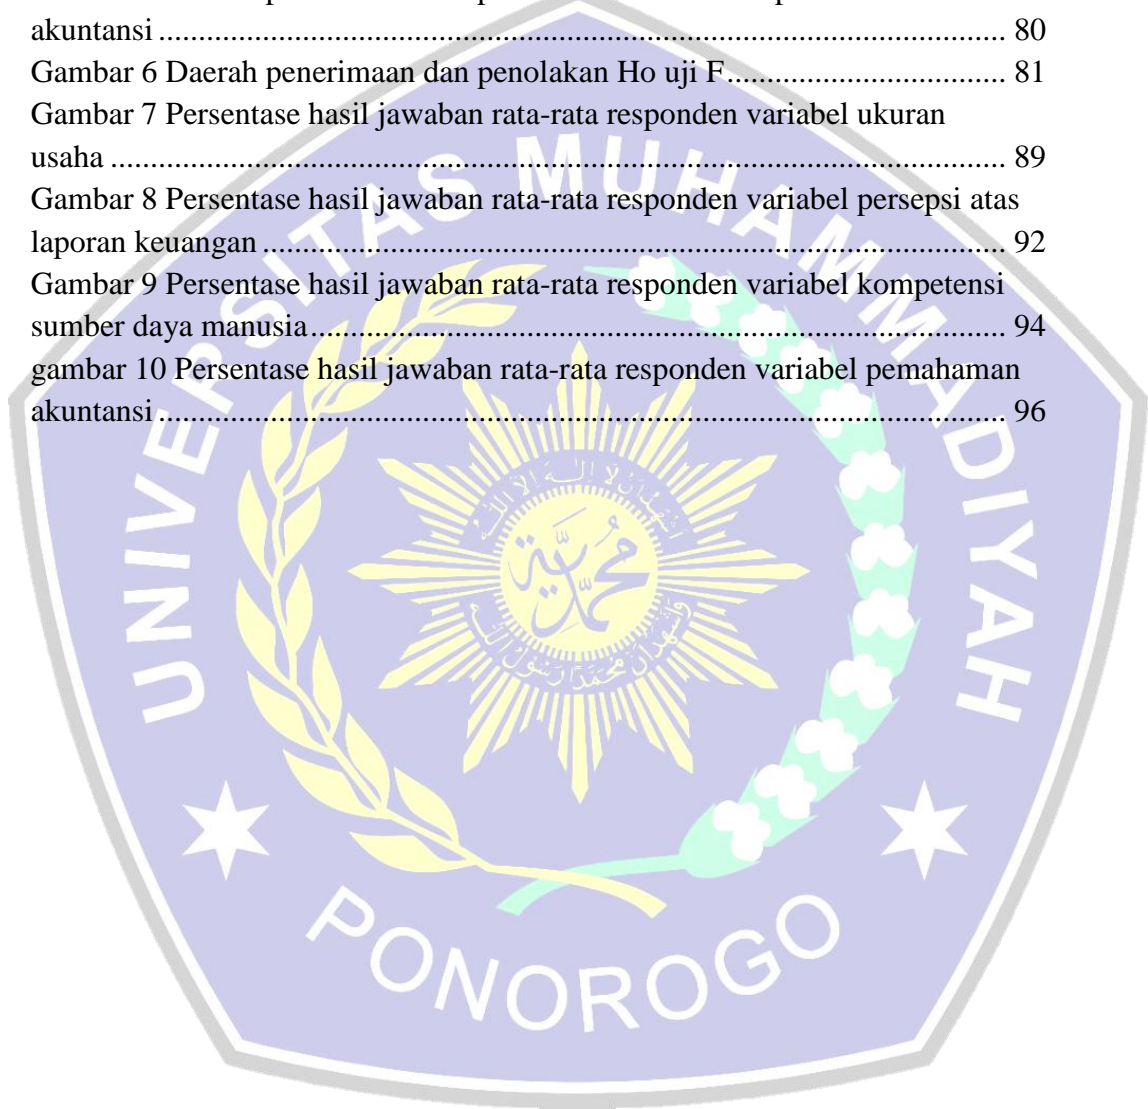 akuntansi ........................................................................................................... 80
Gambar 6 Daerah penerimaan dan penolakan Ho uji F................................... 81
Gambar 7 Persentase hasil jawaban rata-rata responden variabel ukuran
usaha ................................................................................................................. 89
Gambar 8 Persentase hasil jawaban rata-rata responden variabel persepsi atas
laporan keuangan .............................................................................................. 92
Gambar 9 Persentase hasil jawaban rata-rata responden variabel kompetensi
sumber daya manusia........................................................................................ 94
gambar 10 Persentase hasil jawaban rata-rata responden variabel pemahaman
akuntansi ........................................................................................................... 96
UNIVERSITAS MUHAMMADIYAH
PONOROGO
محمدية